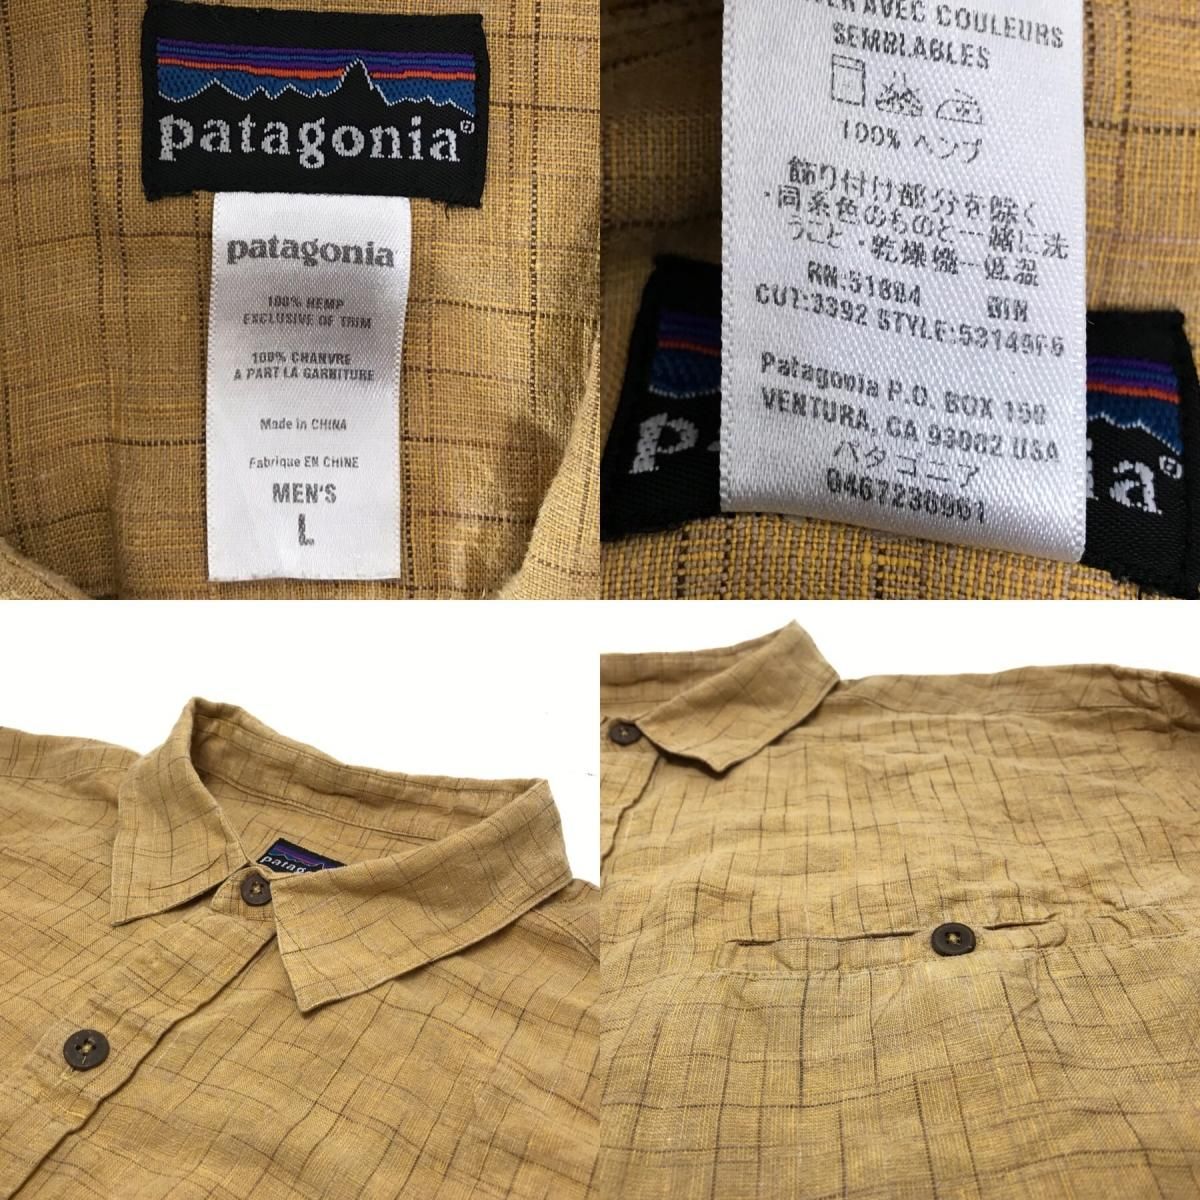 patagonia®
patagonia
100% HEMP
EXCLUSIVE OF TRIM
100% CHANVRE
A PART LA GARNITURE
Made in CHINA
Fabrique EN CHINE
MEN'S
L
AVEC COULEURS
SEMBLABLES
100% ヘンプ
飾り付け部分を除く
・同系色のものと一緒に洗
うこと・乾燥機一低温
RN:51884
CUT:3392 STYLE:53149F6
Patagonia P.O. BOX 150
VENTURA, CA 93002 USA
パタゴニア
0467236961
patag